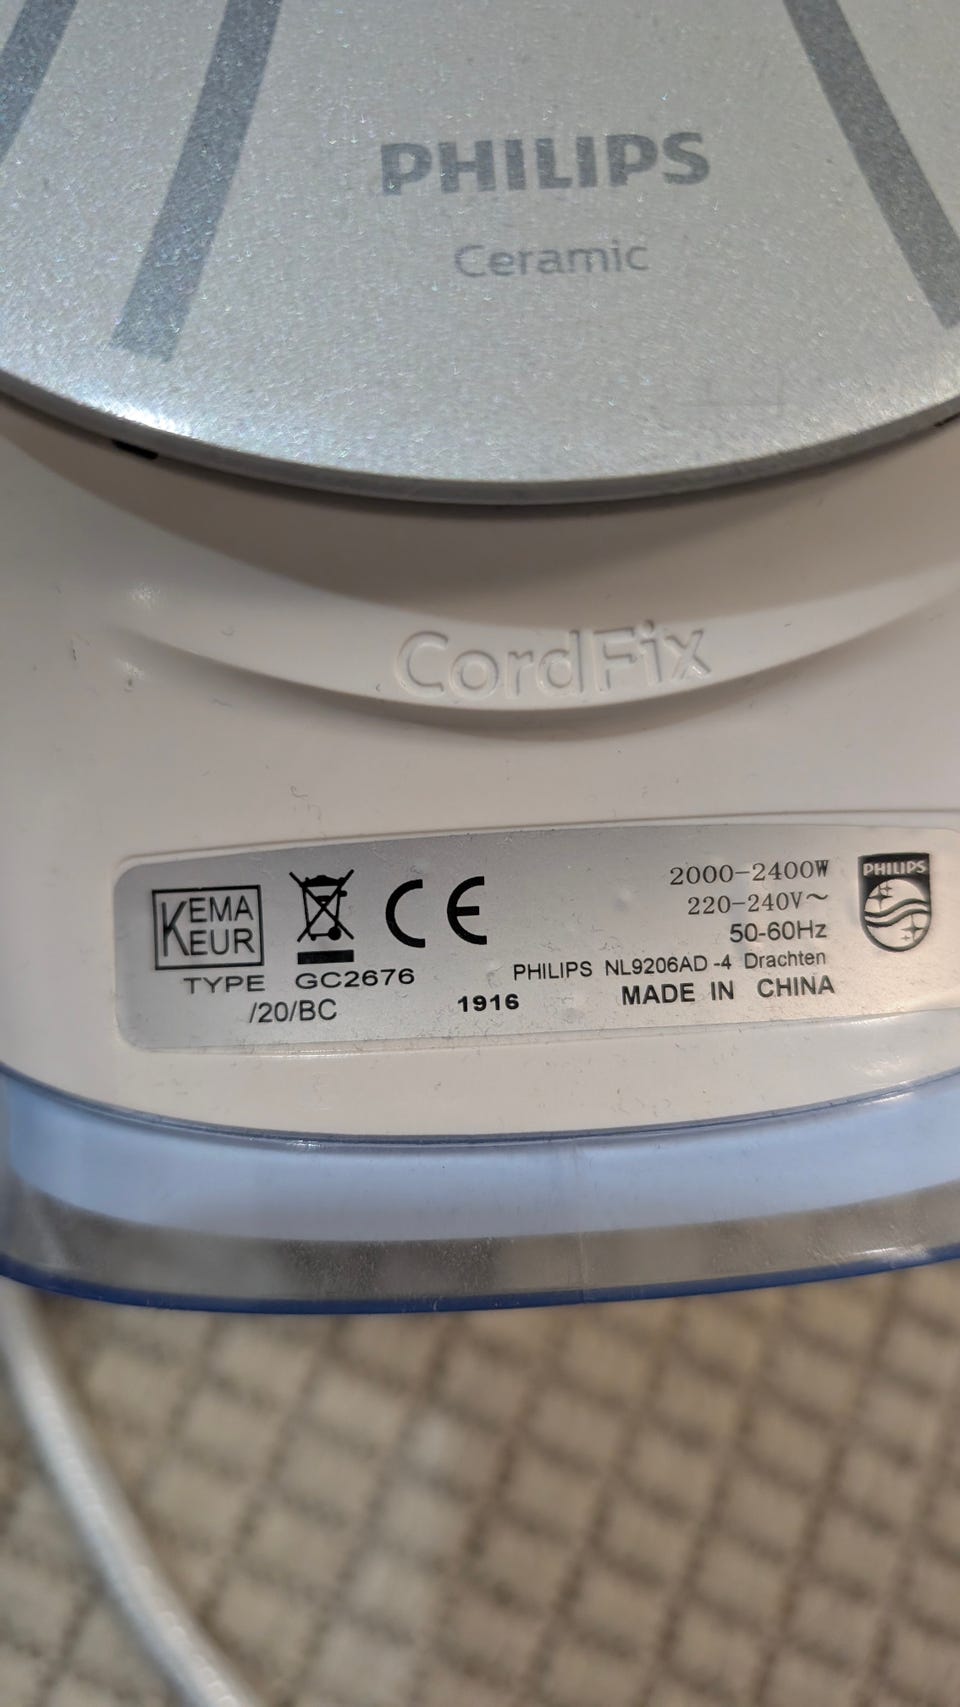 PHILIPS
Ceramic
CordFix
KEMA
KEUR
TYPE GC2676
/20/BC
1916
2000-2400W
220-240V~
50-60Hz
PHILIPS NL9206AD -4 Drachten
MADE IN CHINA
CE
PHILIPS